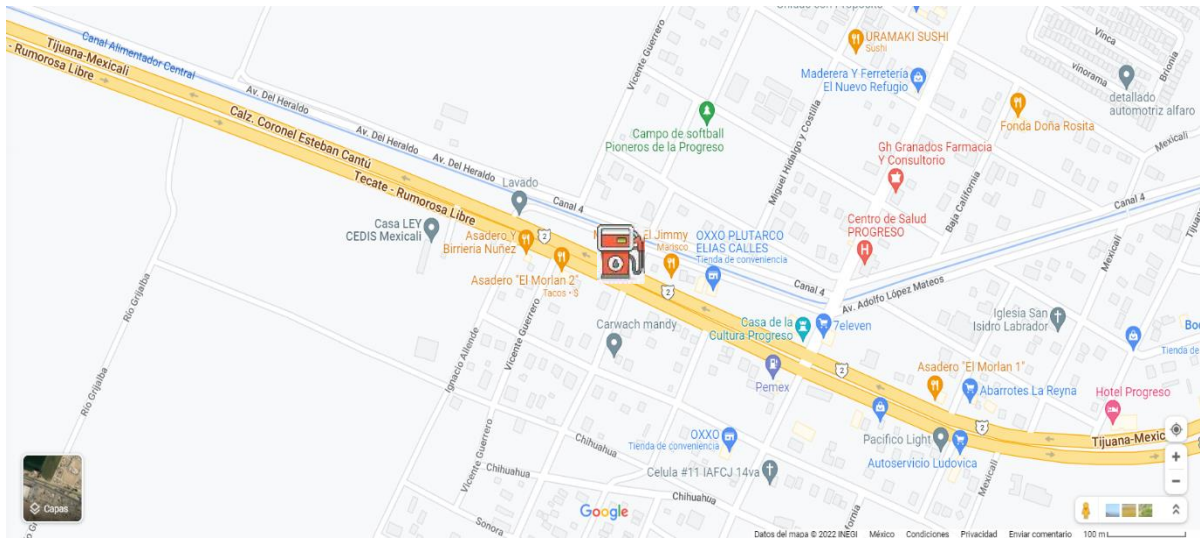 Canal Alimentador Central
Tijuana-Mexicali
- Rumorosa Libre
Av. Del Heraldo
Vicente Guerrero
URAMAKI SUSHI
Sushi
Maderera Y Ferretería
El Nuevo Refugio
Vinca
Brionia
vinorama
detallado
automotriz alfaro
Fonda Doña Rosita
Calz. Coronel Esteban Cantú
Av. Del Heraldo
Campo de softball
Pioneros de la Progreso
Miguel Hidalgo y Costilla
Gh Granados Farmacia
Y Consultorio
Mexicali
Av. Del Heraldo
Tecate - Rumorosa Libre
Lavado
Canal 4
Baja California
Canal 4
Casa LEY
CEDIS Mexicali
Asadero Y
Birrieria Nuñez
2
El Jimmy
Marisco
OXXO PLUTARCO
ELIAS CALLES
Tienda de conveniencia
Centro de Salud
PROGRESO
Mexicali
Asadero "El Morlan 2"
Tacos • $
2
Canal 4
Av. Adolfo López Mateos
Río Grijalba
Río Grijalba
Ignacio Allende
Vicente Guerrero
Carwach mandy
Casa de la
Cultura Progreso
7eleven
Iglesia San
Isidro Labrador
Tienda de
Pemex
2
Asadero "El Morlan 1"
Abarrotes La Reyna
Hotel Progreso
Vicente Guerrero
Chihuahua
OXXO
Tienda de conveniencia
2
Pacifico Light
Autoservicio Ludovica
Tijuana-Mexic
Chihuahua
Celula #11 IAFCJ 14va
Mexicali
Chihuahua
Sonora
Capas
Google
Datos del mapa © 2022 INEGI México Condiciones Privacidad Enviar comentario 100 m